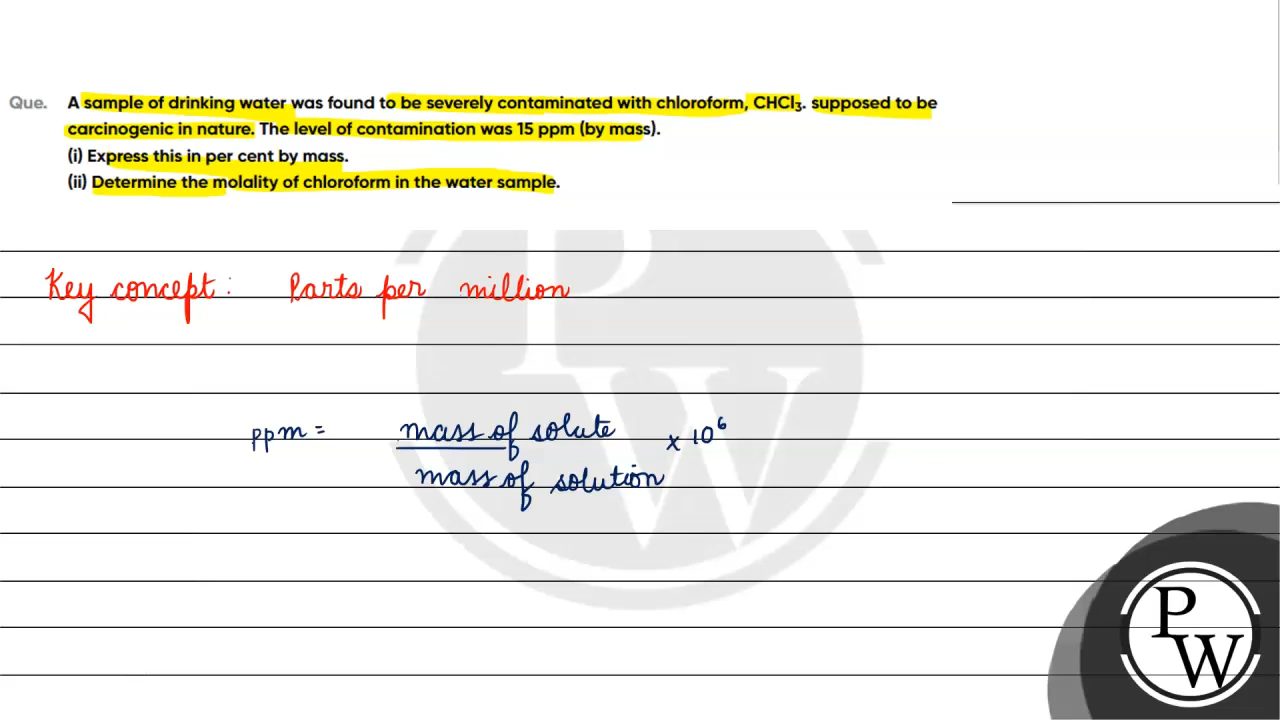 Que. A sample of drinking water was found to be severely contaminated with chloroform, CHCl₃. supposed to be
carcinogenic in nature. The level of contamination was 15 ppm (by mass).
(i) Express this in per cent by mass.
(ii) Determine the molality of chloroform in the water sample.
Key concept: Parts per million
ppm = mass of solute × 10⁶
mass of solution
PW
P
W